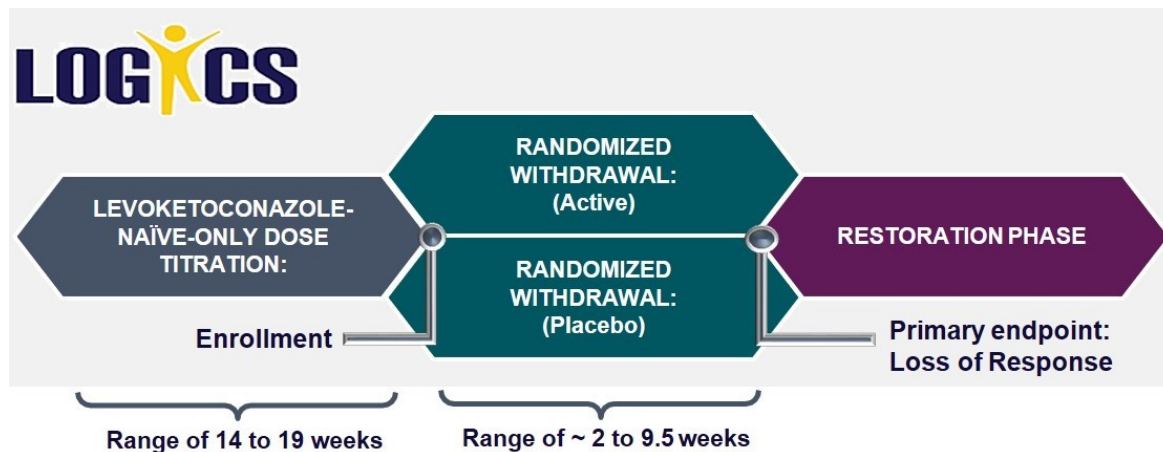 LOGICS
LEVOKETOCONAZOLE-
NAÏVE-ONLY DOSE
TITRATION:
RANDOMIZED
WITHDRAWAL:
(Active)
RANDOMIZED
WITHDRAWAL:
(Placebo)
RESTORATION PHASE
Enrollment
Primary endpoint:
Loss of Response
Range of 14 to 19 weeks
Range of ~ 2 to 9.5 weeks